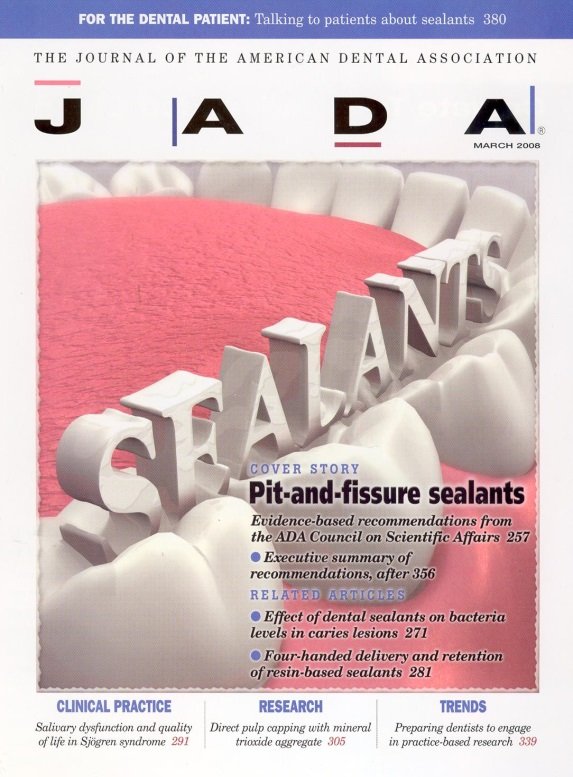 FOR THE DENTAL PATIENT: Talking to patients about sealants 380
THE JOURNAL OF THE AMERICAN DENTAL ASSOCIATION
JADA®
MARCH 2008
SEALANTS
COVER STORY
Pit-and-fissure sealants
Evidence-based recommendations from
the ADA Council on Scientific Affairs 257
● Executive summary of
recommendations, after 356
RELATED ARTICLES
● Effect of dental sealants on bacteria
levels in caries lesions 271
● Four-handed delivery and retention
of resin-based sealants 281
CLINICAL PRACTICE
Salivary dysfunction and quality
of life in Sjögren syndrome 291
RESEARCH
Direct pulp capping with mineral
trioxide aggregate 305
TRENDS
Preparing dentists to engage
in practice-based research 339